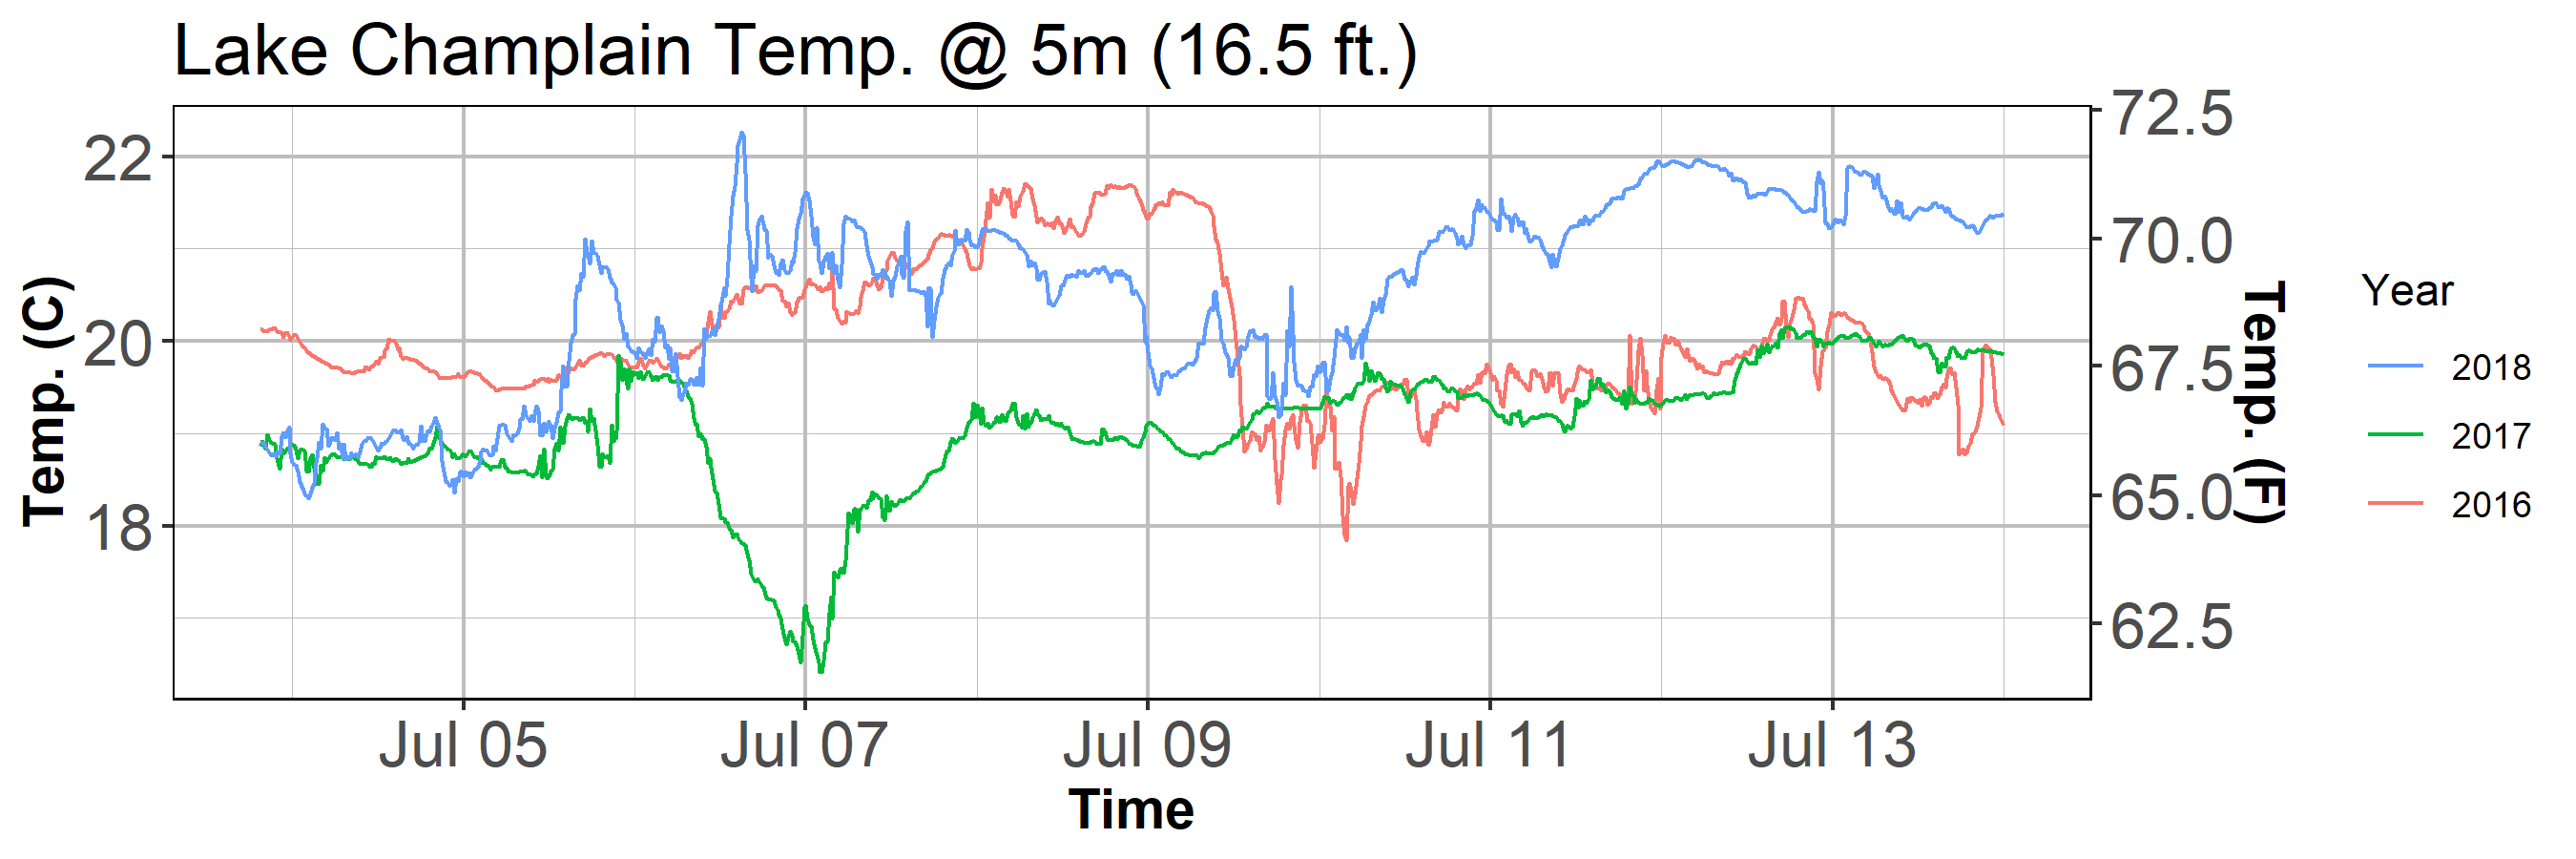 Lake Champlain Temp. @ 5m (16.5 ft.)
Temp. (C)
22
20
18
72.5
70.0
67.5
65.0
62.5
Temp. (F)
Jul 05 Jul 07 Jul 09 Jul 11 Jul 13
Time
Year
2018
2017
2016